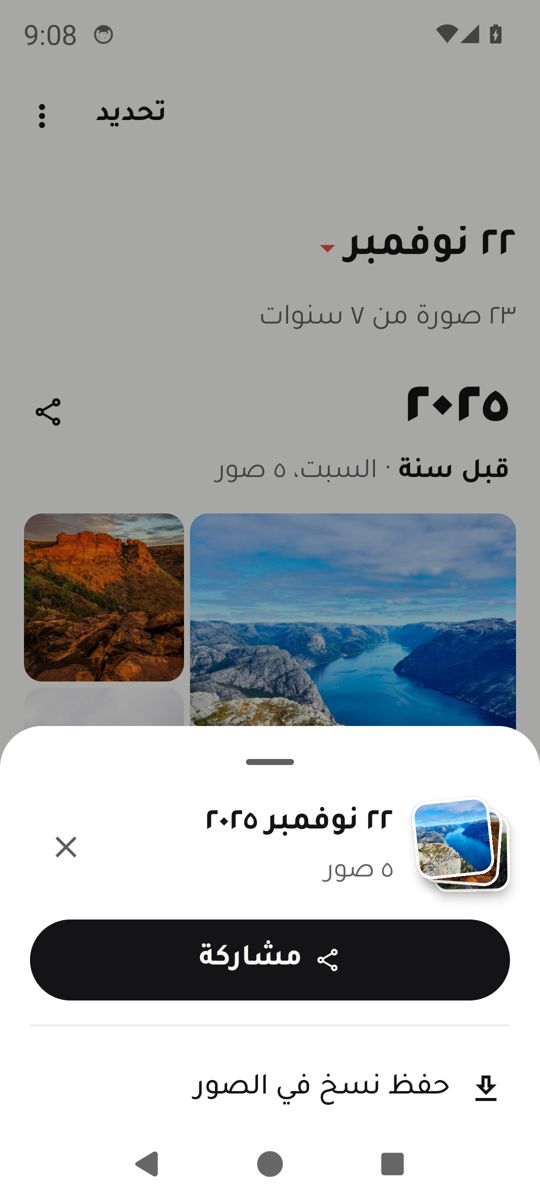 9:08
تحديد
٢٢ نوفمبر
٢٣ صورة من ٧ سنوات
٢٠٢٥
قبل سنة · السبت، ٥ صور
٢٢ نوفمبر ٢٠٢٥
٥ صور
مشاركة
حفظ نسخ في الصور